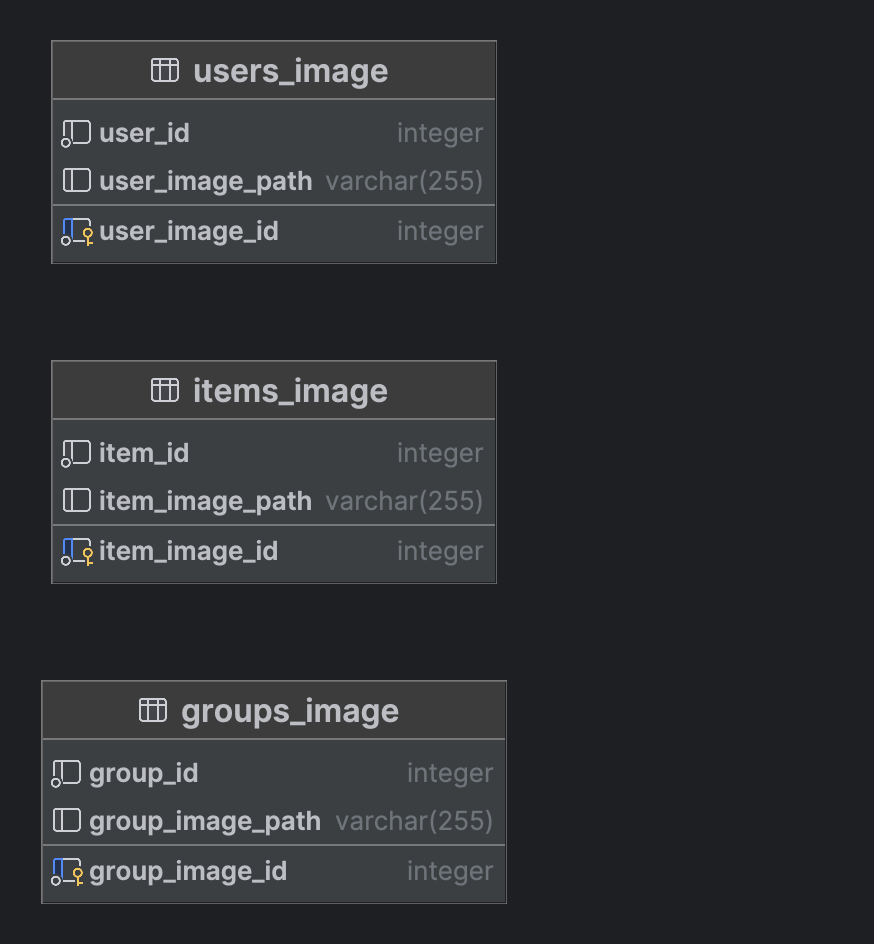 users_image
user_id integer
user_image_path varchar(255)
user_image_id integer
items_image
item_id integer
item_image_path varchar(255)
item_image_id integer
groups_image
group_id integer
group_image_path varchar(255)
group_image_id integer